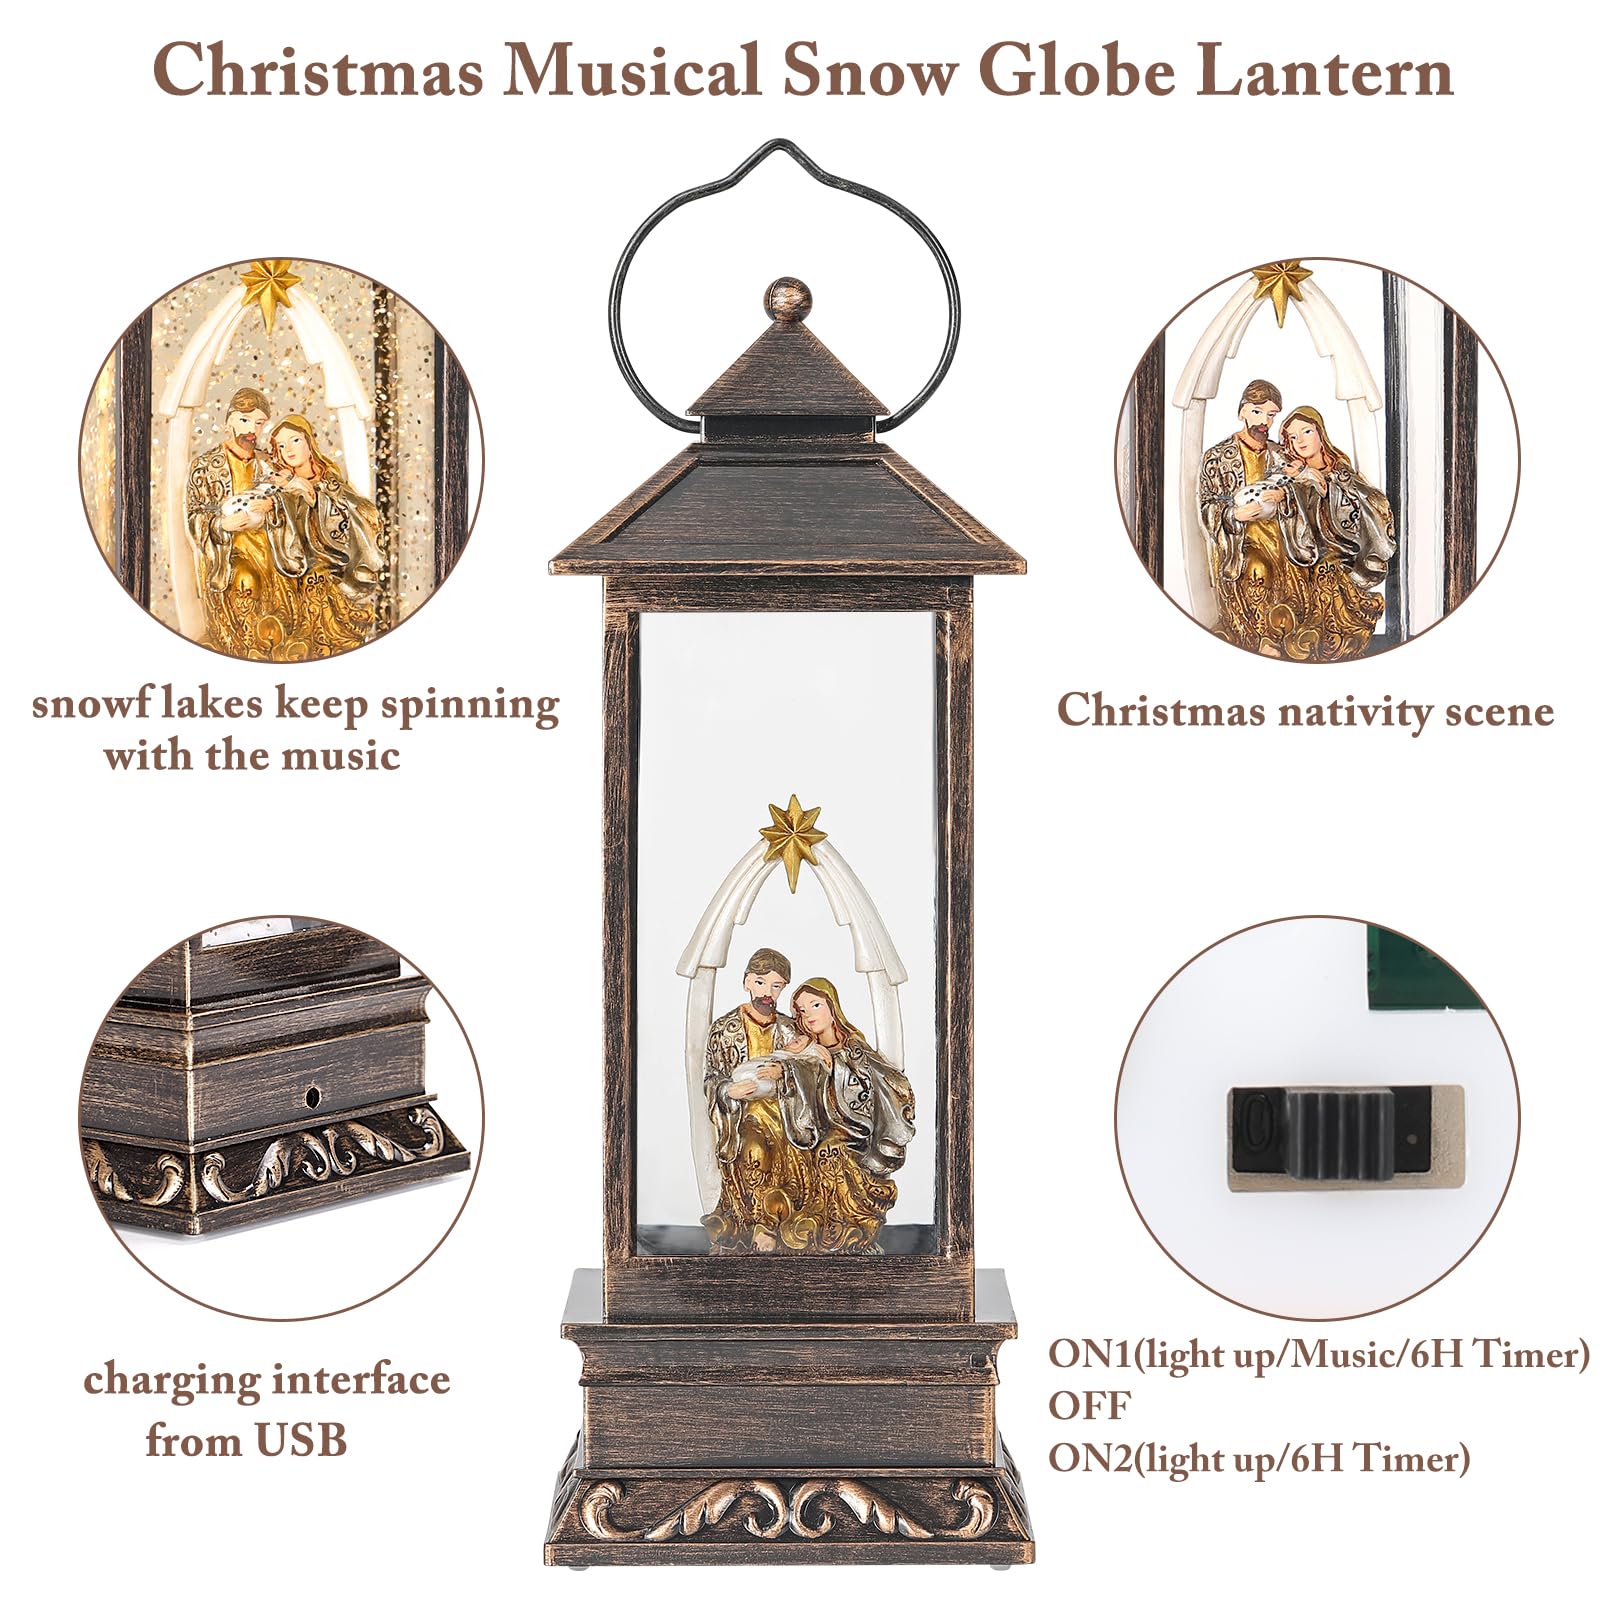 Christmas Musical Snow Globe Lantern
snowf lakes keep spinning
with the music
Christmas nativity scene
charging interface
from USB
ON1(light up/Music/6H Timer)
OFF
ON2(light up/6H Timer)